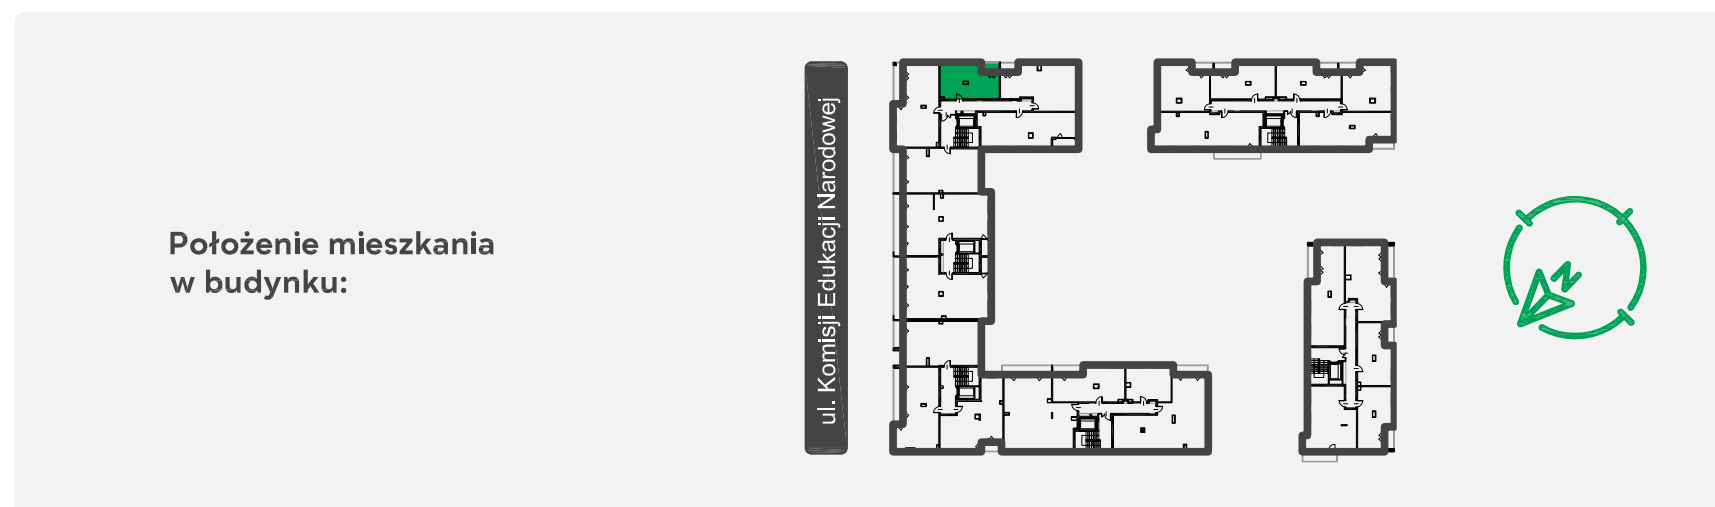 Położenie mieszkania
w budynku:
ul. Komisji Edukacji Narodowej
N